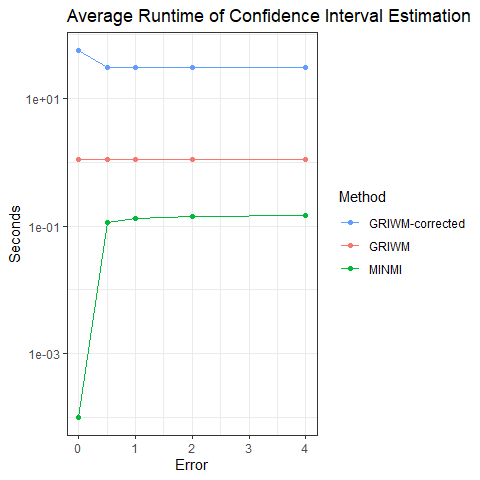 Average Runtime of Confidence Interval Estimation
1e+01
1e-01
1e-03
Seconds
0 1 2 3 4
Error
Method
GRIWM-corrected
GRIWM
MINMI